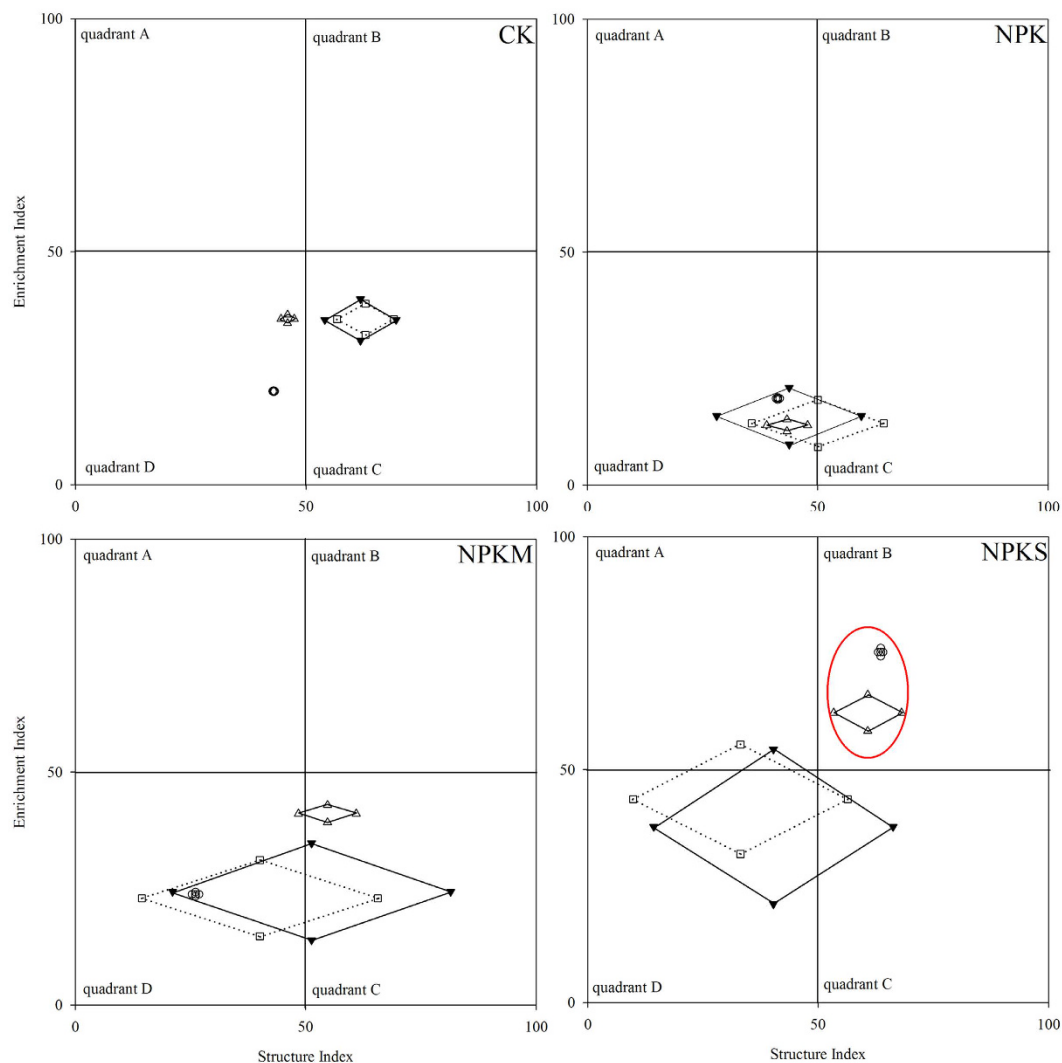 100
quadrant A
quadrant B
CK
Enrichment Index
50
quadrant D
quadrant C
0
0
50
100
100
quadrant A
quadrant B
NPK
50
quadrant D
quadrant C
0
0
50
100
100
quadrant A
quadrant B
NPKM
Enrichment Index
50
quadrant D
quadrant C
0
0
50
100
Structure Index
100
quadrant A
quadrant B
NPKS
50
quadrant D
quadrant C
0
0
50
100
Structure Index